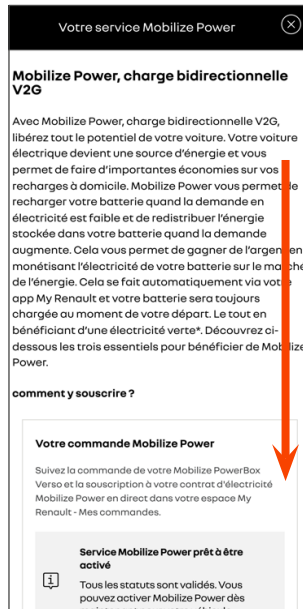 Votre service Mobilize Power
Mobilize Power, charge bidirectionnelle
V2G
Avec Mobilize Power, charge bidirectionnelle V2G,
libérez tout le potentiel de votre voiture. Votre voiture
électrique devient une source d'énergie et vous
permet de faire d'importantes économies sur vos
recharges à domicile. Mobilize Power vous permet de
recharger votre batterie quand la demande en
électricité est faible et de redistribuer l'énergie
stockée dans votre batterie quand la demande
augmente. Cela vous permet de gagner de l'argent en
monétisant l'électricité de votre batterie sur le marché
de l'énergie. Cela se fait automatiquement via votre
app My Renault et votre batterie sera toujours
chargée au moment de votre départ. Le tout en
bénéficiant d'une électricité verte*. Découvrez ci-
dessous les trois essentiels pour bénéficier de Mobilize
Power.
comment y souscrire ?
Votre commande Mobilize Power
Suivez la commande de votre Mobilize PowerBox
Verso et la souscription à votre contrat d'électricité
Mobilize Power en direct dans votre espace My
Renault - Mes commandes.
Service Mobilize Power prêt à être
activé
Tous les statuts sont validés. Vous
pouvez activer Mobilize Power dès